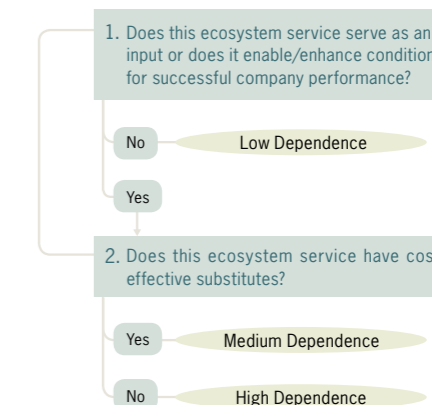 1. Does this ecosystem service serve as an
input or does it enable/enhance condition
for successful company performance?
No
Low Dependence
Yes
2. Does this ecosystem service have cos
effective substitutes?
Yes
Medium Dependence
No
High Dependence